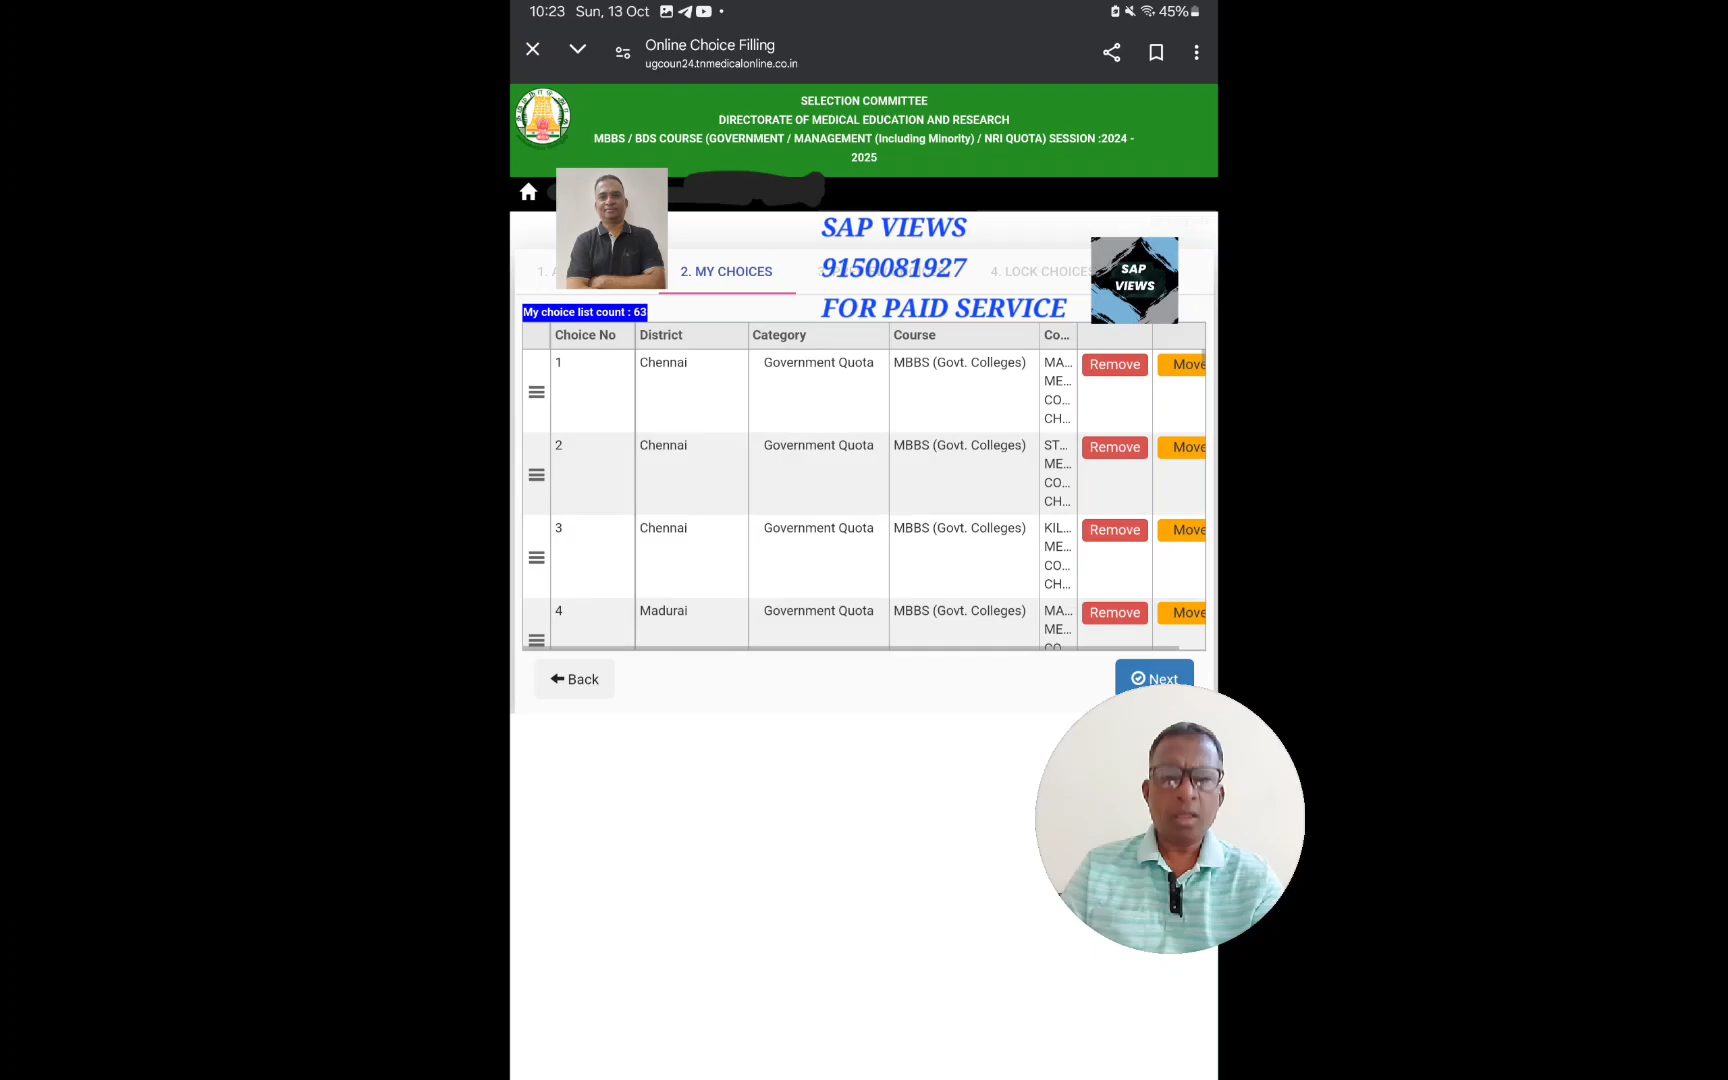 10:23 Sun, 13 Oct
45%
Online Choice Filling
ugcoun24.tnmedicalonline.co.in
SELECTION COMMITTEE
DIRECTORATE OF MEDICAL EDUCATION AND RESEARCH
MBBS / BDS COURSE (GOVERNMENT / MANAGEMENT (Including Minority) / NRI QUOTA) SESSION :2024 -
2025
SAP VIEWS
9150081927
FOR PAID SERVICE
SAP
VIEWS
1. A
2. MY CHOICES
3.
4. LOCK CHOICES
My choice list count : 63
Choice No District Category Course Co...
1 Chennai Government Quota MBBS (Govt. Colleges) MA... Remove Move
ME...
CO...
CH...
2 Chennai Government Quota MBBS (Govt. Colleges) ST... Remove Move
ME...
CO...
CH...
3 Chennai Government Quota MBBS (Govt. Colleges) KIL... Remove Move
ME...
CO...
CH...
4 Madurai Government Quota MBBS (Govt. Colleges) MA... Remove Move
ME...
CO...
Back
Next